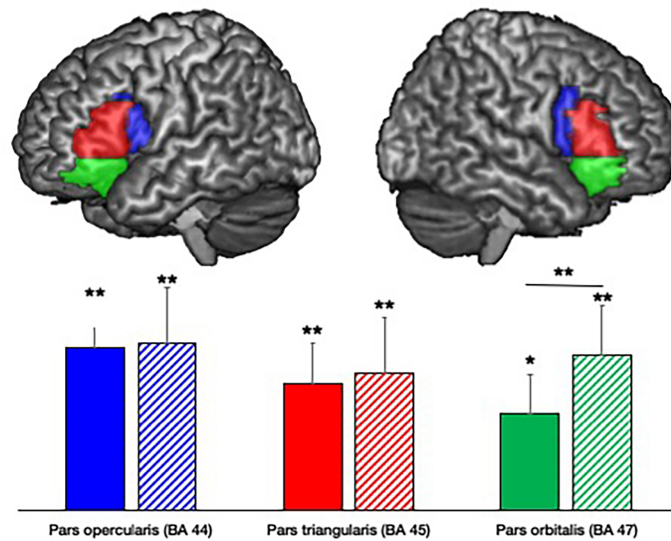 **
** ** ** ** **
*
Pars opercularis (BA 44) Pars triangularis (BA 45) Pars orbitalis (BA 47)